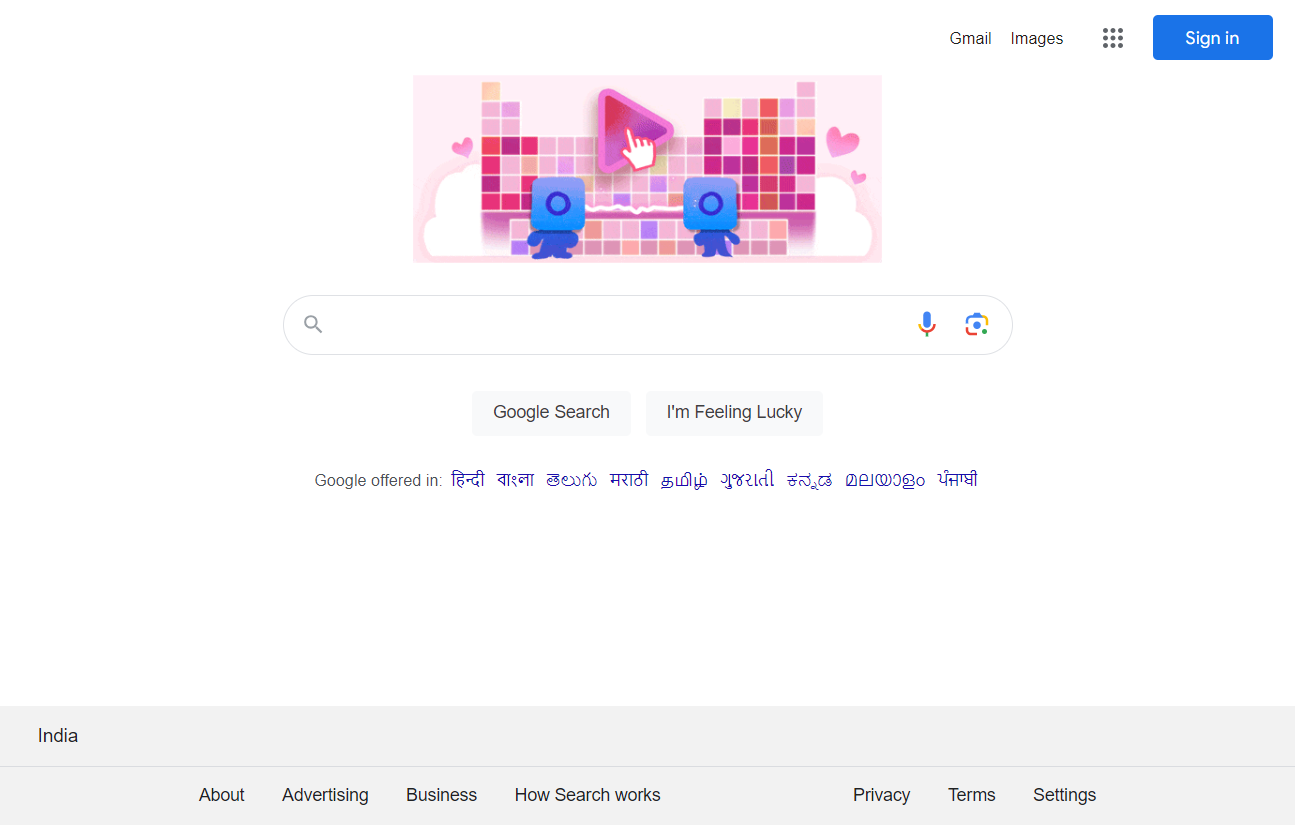 Gmail Images Sign in
Google Search I'm Feeling Lucky
Google offered in: हिन्दी বাংলা తెలుగు मराठी தமிழ் ગુજરાતી ಕನ್ನಡ മലയാളം ਪੰਜਾਬੀ
India
About Advertising Business How Search works Privacy Terms Settings